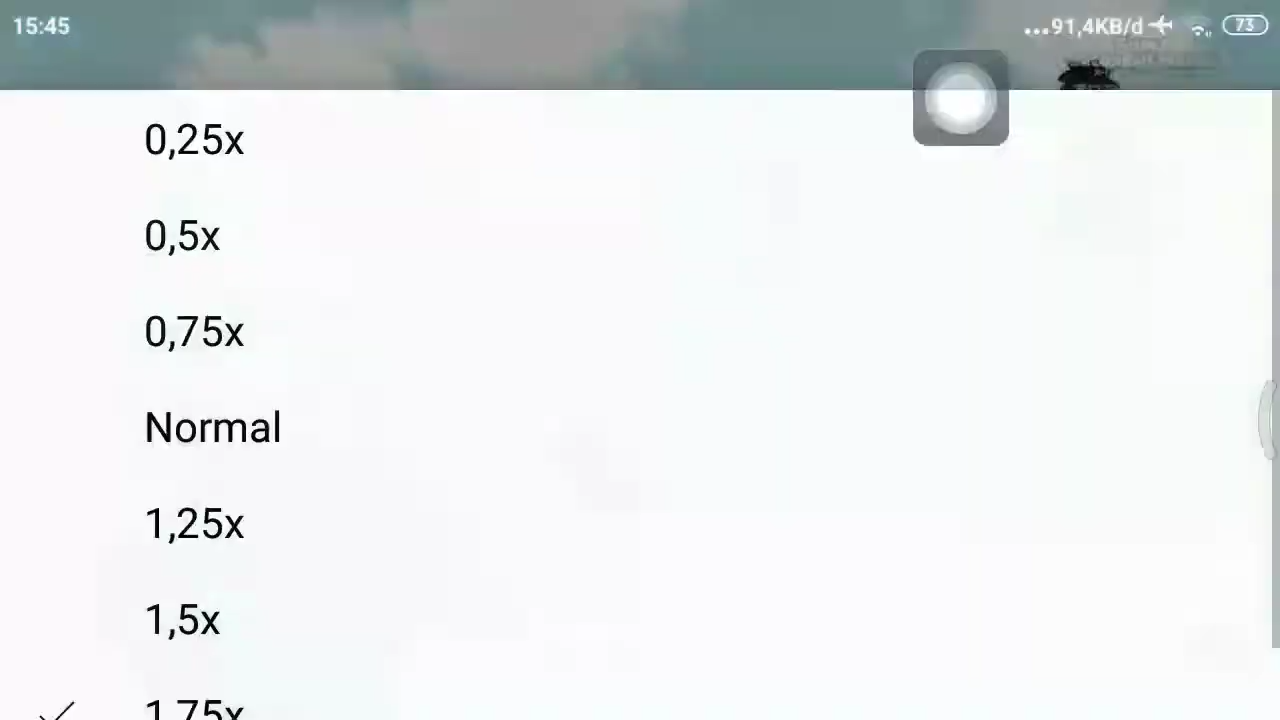 15:45
...91,4KB/d
73
0,25x
0,5x
0,75x
Normal
1,25x
1,5x
1,75x